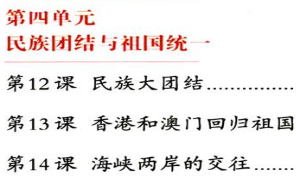 第四单元
民族团结与祖国统一
第12课 民族大团结...............
第13课 香港和澳门回归祖国
第14课 海峡两岸的交往.......